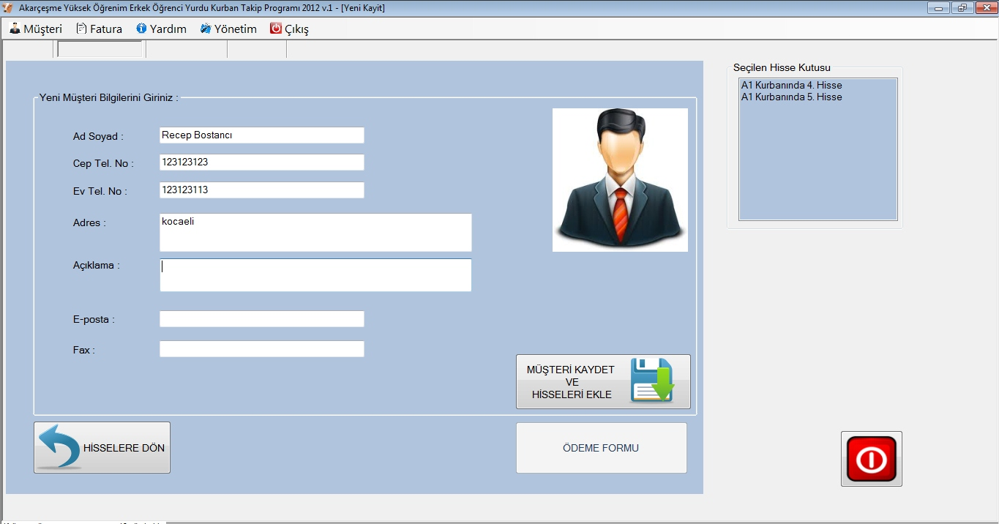 Akarçeşme Yüksek Öğrenim Erkek Öğrenci Yurdu Kurban Takip Programı 2012 v.1 - [Yeni Kayit]
Müşteri Fatura Yardım Yönetim Çıkış
Yeni Müşteri Bilgilerini Giriniz :
Ad Soyad : Recep Bostancı
Cep Tel. No : 123123123
Ev Tel. No : 123123113
Adres : kocaeli
Açıklama :
E-posta :
Fax :
MÜŞTERİ KAYDET
VE
HİSSELERİ EKLE
HİSSELERE DÖN
ÖDEME FORMU
Seçilen Hisse Kutusu
A1 Kurbanında 4. Hisse
A1 Kurbanında 5. Hisse